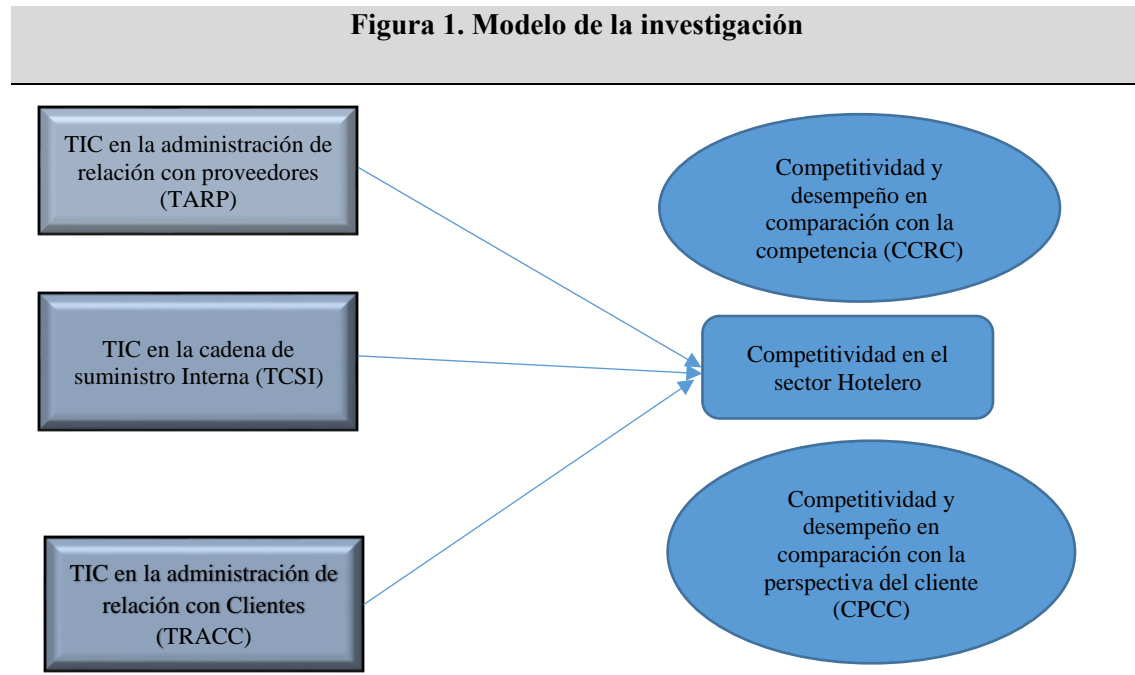 Figura 1. Modelo de la investigación
TIC en la administración de
relación con proveedores
(TARP)
TIC en la cadena de
suministro Interna (TCSI)
TIC en la administración de
relación con Clientes
(TRACC)
Competitividad y
desempeño en
comparación con la
competencia (CCRC)
Competitividad en el
sector Hotelero
Competitividad y
desempeño en
comparación con la
perspectiva del cliente
(CPCC)